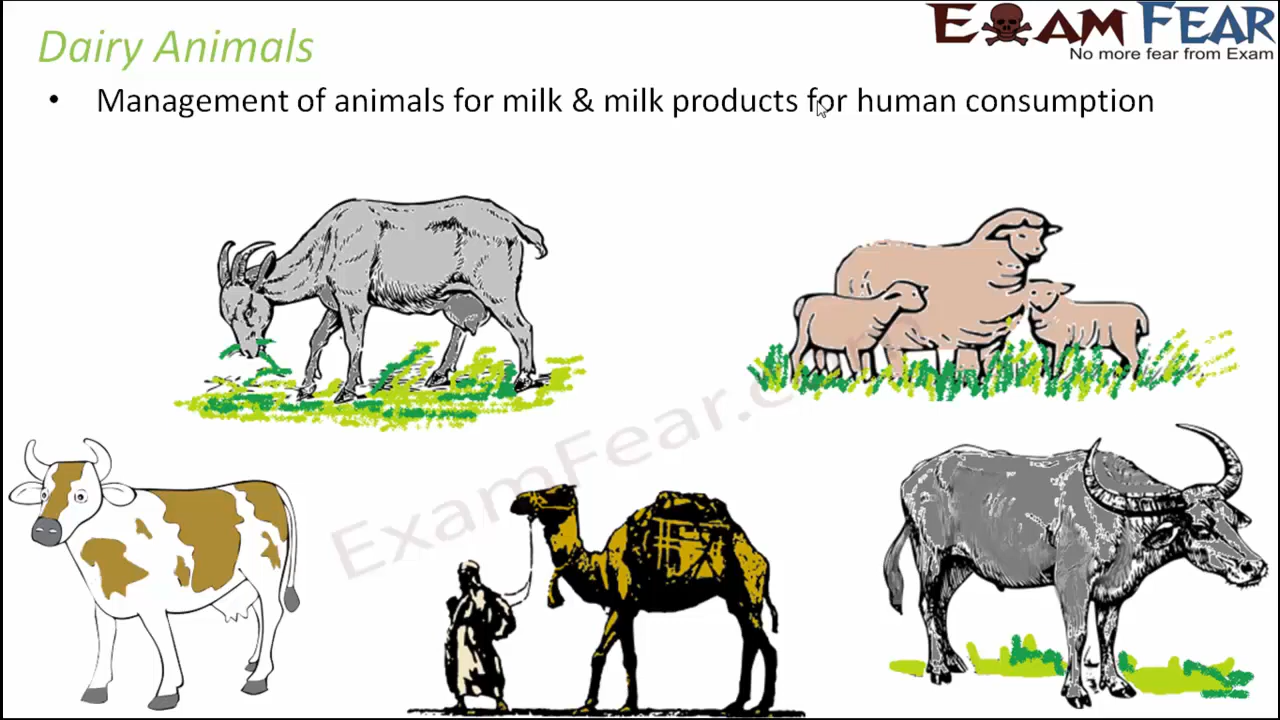 EXAM FEAR
No more fear from Exam
Dairy Animals
• Management of animals for milk & milk products for human consumption
ExamFear.c